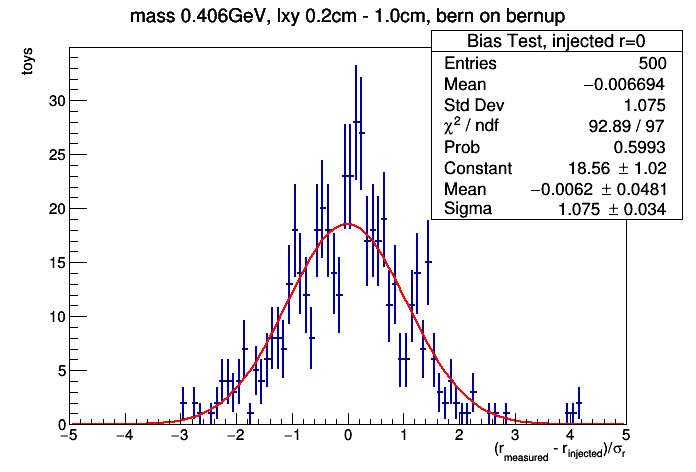 mass 0.406GeV, lxy 0.2cm - 1.0cm, bern on bernup
Bias Test, injected r=0
Entries 500
Mean −0.006694
Std Dev 1.075
χ² / ndf 92.89 / 97
Prob 0.5993
Constant 18.56 ± 1.02
Mean −0.0062 ± 0.0481
Sigma 1.075 ± 0.034
toys
30
25
20
15
10
5
0
−5 −4 −3 −2 −1 0 1 2 3 4 5
(r_measured - r_injected)/σ_r